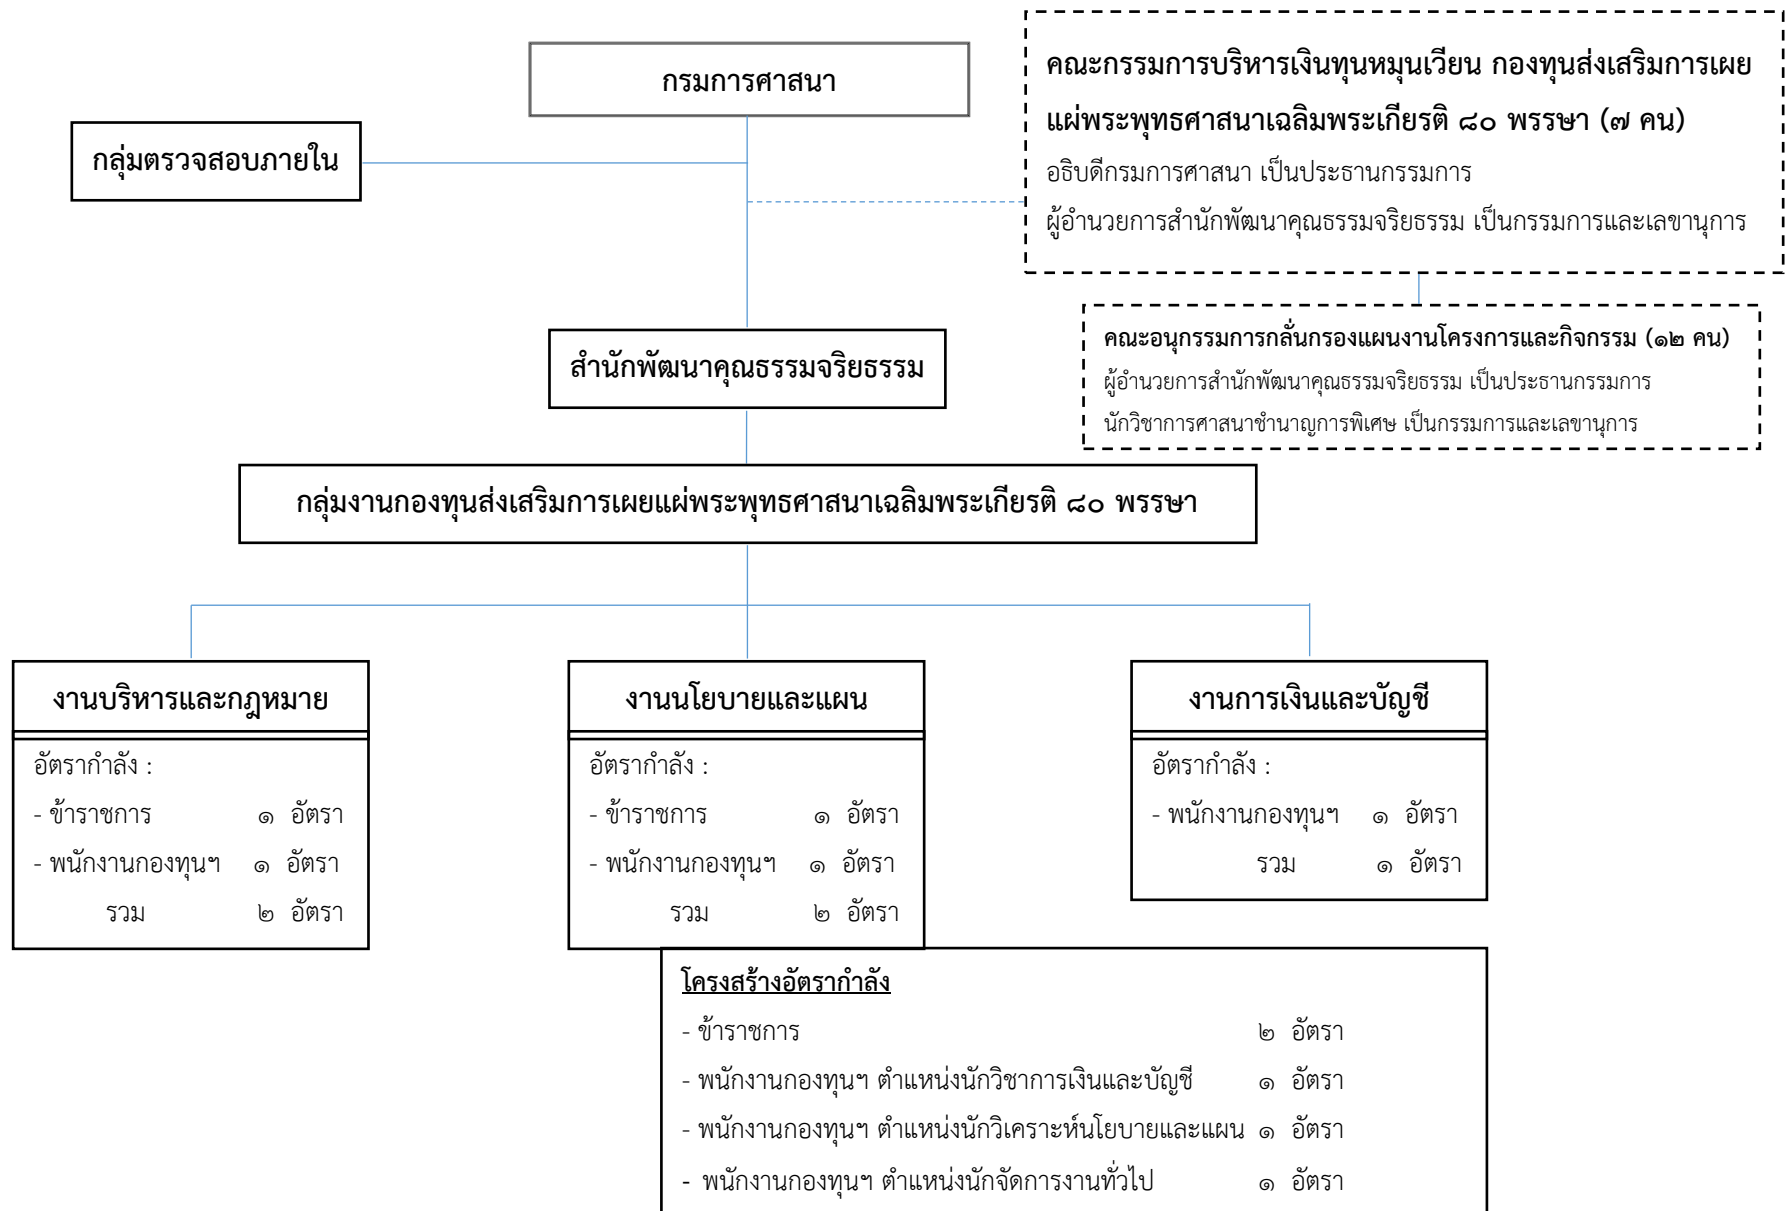 กรมการศาสนา
กลุ่มตรวจสอบภายใน
คณะกรรมการบริหารเงินทุนหมุนเวียน กองทุนส่งเสริมการเผย
แผ่พระพุทธศาสนาเฉลิมพระเกียรติ ๘๐ พรรษา (๗ คน)
อธิบดีกรมการศาสนา เป็นประธานกรรมการ
ผู้อำนวยการสำนักพัฒนาคุณธรรมจริยธรรม เป็นกรรมการและเลขานุการ
คณะอนุกรรมการกลั่นกรองแผนงานโครงการและกิจกรรม (๑๒ คน)
ผู้อำนวยการสำนักพัฒนาคุณธรรมจริยธรรม เป็นประธานกรรมการ
นักวิชาการศาสนาชำนาญการพิเศษ เป็นกรรมการและเลขานุการ
สำนักพัฒนาคุณธรรมจริยธรรม
กลุ่มงานกองทุนส่งเสริมการเผยแผ่พระพุทธศาสนาเฉลิมพระเกียรติ ๘๐ พรรษา
งานบริหารและกฎหมาย
อัตรากำลัง :
- ข้าราชการ ๑ อัตรา
- พนักงานกองทุนฯ ๑ อัตรา
รวม ๒ อัตรา
งานนโยบายและแผน
อัตรากำลัง :
- ข้าราชการ ๑ อัตรา
- พนักงานกองทุนฯ ๑ อัตรา
รวม ๒ อัตรา
งานการเงินและบัญชี
อัตรากำลัง :
- พนักงานกองทุนฯ ๑ อัตรา
รวม ๑ อัตรา
โครงสร้างอัตรากำลัง
- ข้าราชการ ๒ อัตรา
- พนักงานกองทุนฯ ตำแหน่งนักวิชาการเงินและบัญชี ๑ อัตรา
- พนักงานกองทุนฯ ตำแหน่งนักวิเคราะห์นโยบายและแผน ๑ อัตรา
- พนักงานกองทุนฯ ตำแหน่งนักจัดการงานทั่วไป ๑ อัตรา